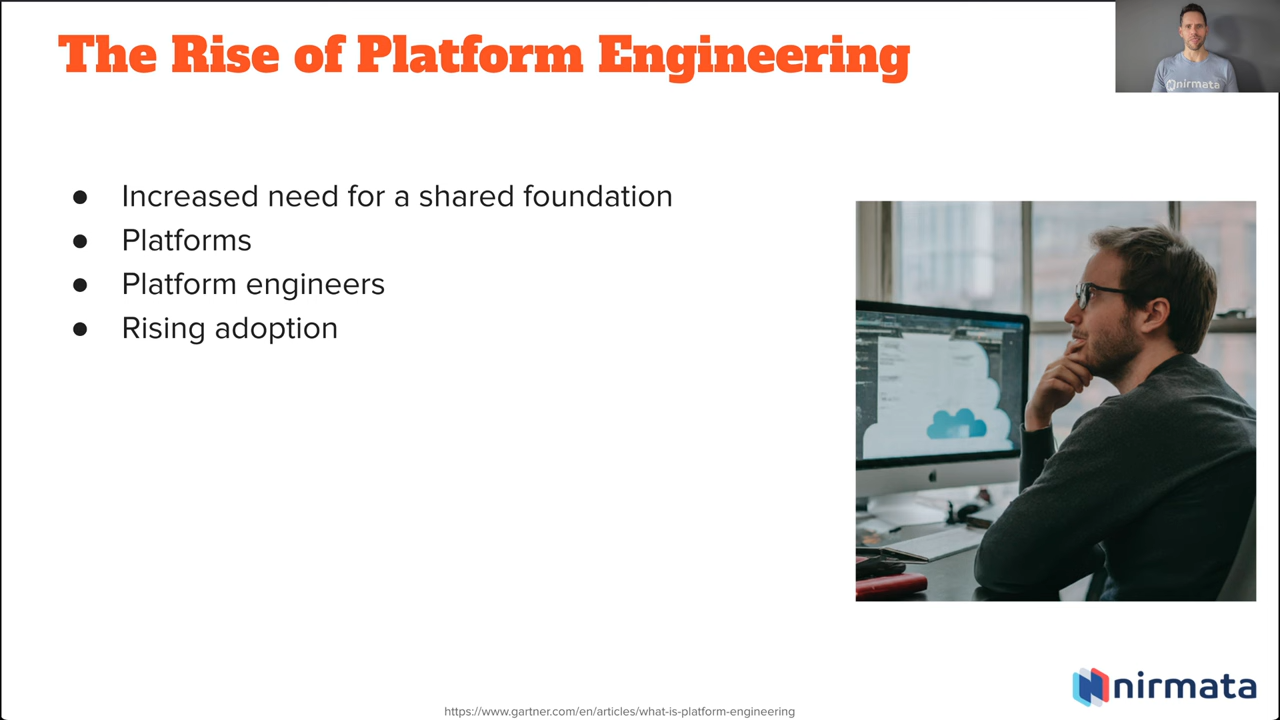 The Rise of Platform Engineering
nirmata
● Increased need for a shared foundation
● Platforms
● Platform engineers
● Rising adoption
nirmata
https://www.gartner.com/en/articles/what-is-platform-engineering